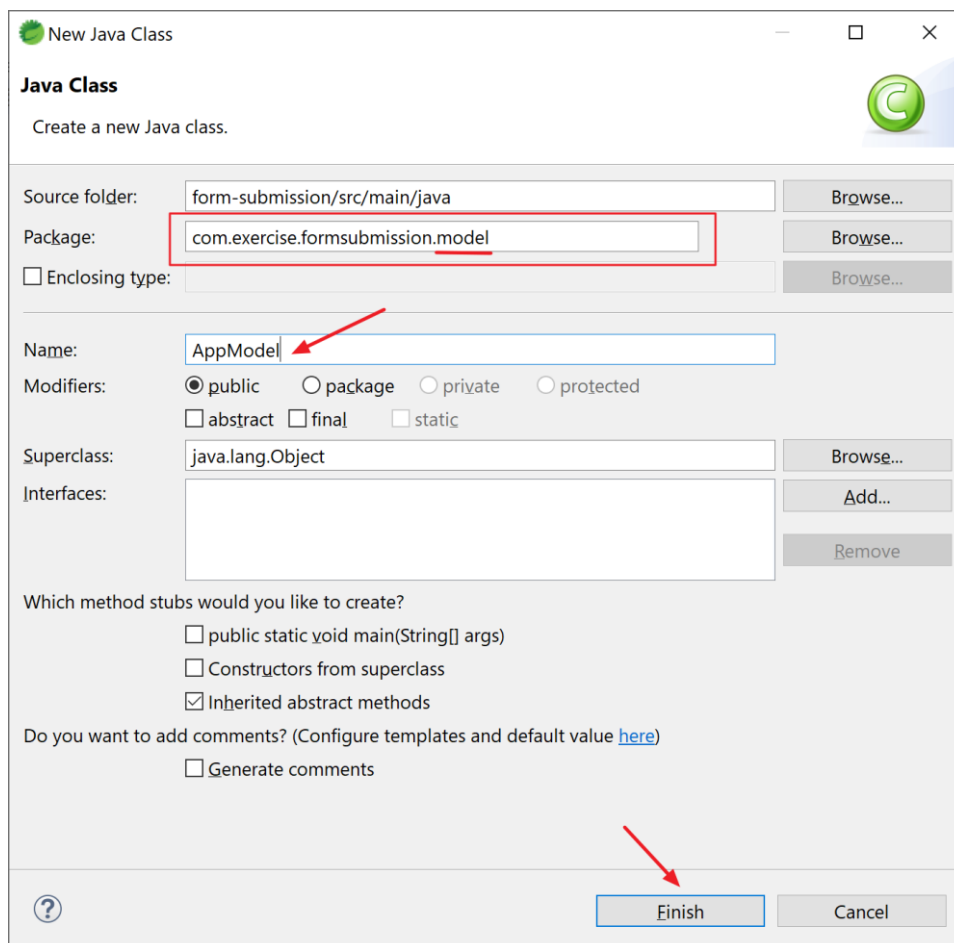 New Java Class
Java Class
Create a new Java class.
Source folder: form-submission/src/main/java Browse...
Package: com.exercise.formsubmission.model Browse...
Enclosing type: Browse...
Name: AppModel
Modifiers: public package private protected
abstract final static
Superclass: java.lang.Object Browse...
Interfaces: Add...
Remove
Which method stubs would you like to create?
public static void main(String[] args)
Constructors from superclass
Inherited abstract methods
Do you want to add comments? (Configure templates and default value here)
Generate comments
? Finish Cancel